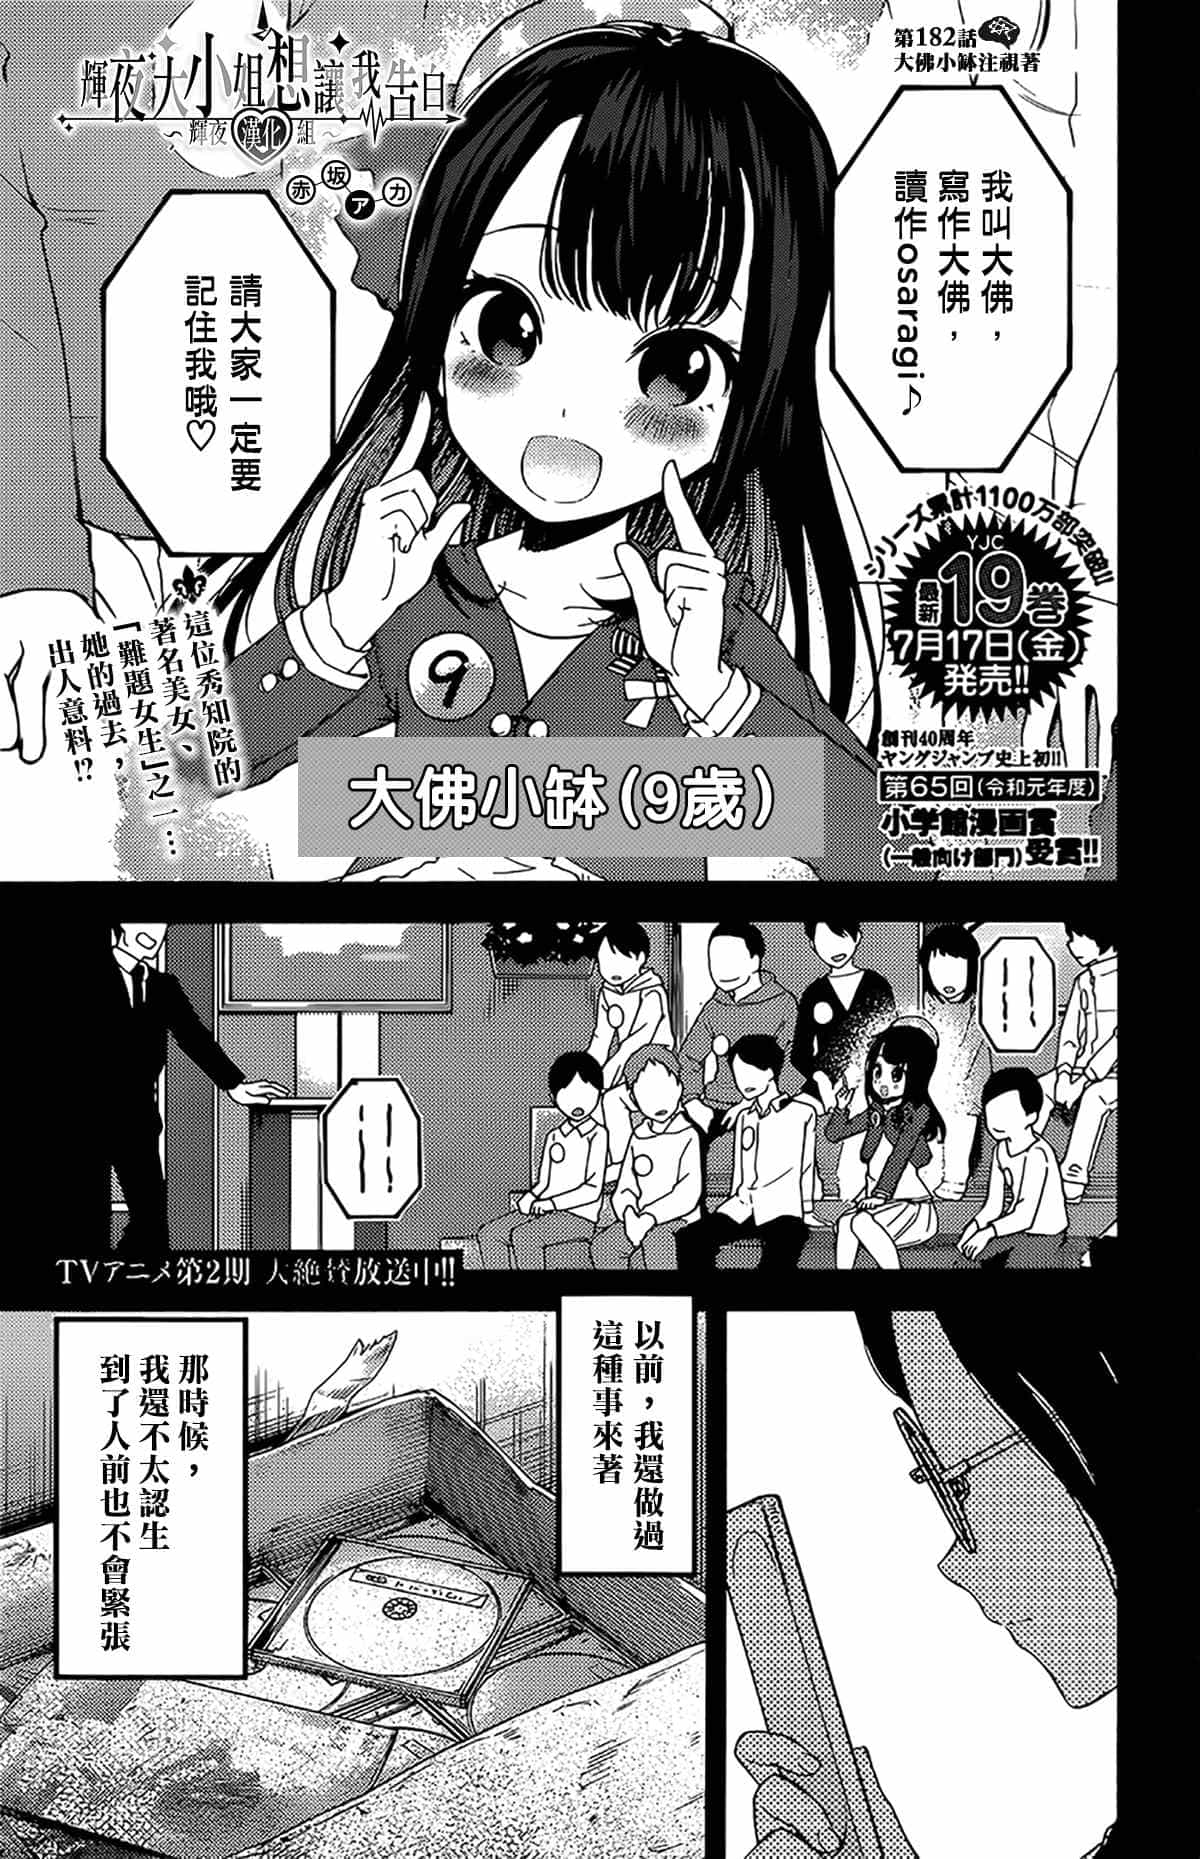 第182話
大佛小缽注視著
輝夜大小姐想讓我告白
～輝夜漢化組～
赤坂アカ
我叫大佛，
寫作大佛，
讀作osaragi♪
請大家一定要
記住我哦♡
シリーズ累計1100万部突破!!
YJC
最新19巻
7月17日(金)
発売!!
創刊40周年
ヤングジャンプ史上初!!
第65回(令和元年度)
小学館漫画賞
(一般向け部門)受賞!!
這位秀知院的
著名美女、
「難題女生」之一…
她的過去，
出人意料!?
9
大佛小缽(9歲)
TVアニメ第2期 大絶賛放送中!!
以前，我還做過
這種事來著
那時候，
我還不太認生
到了人前也不會緊張